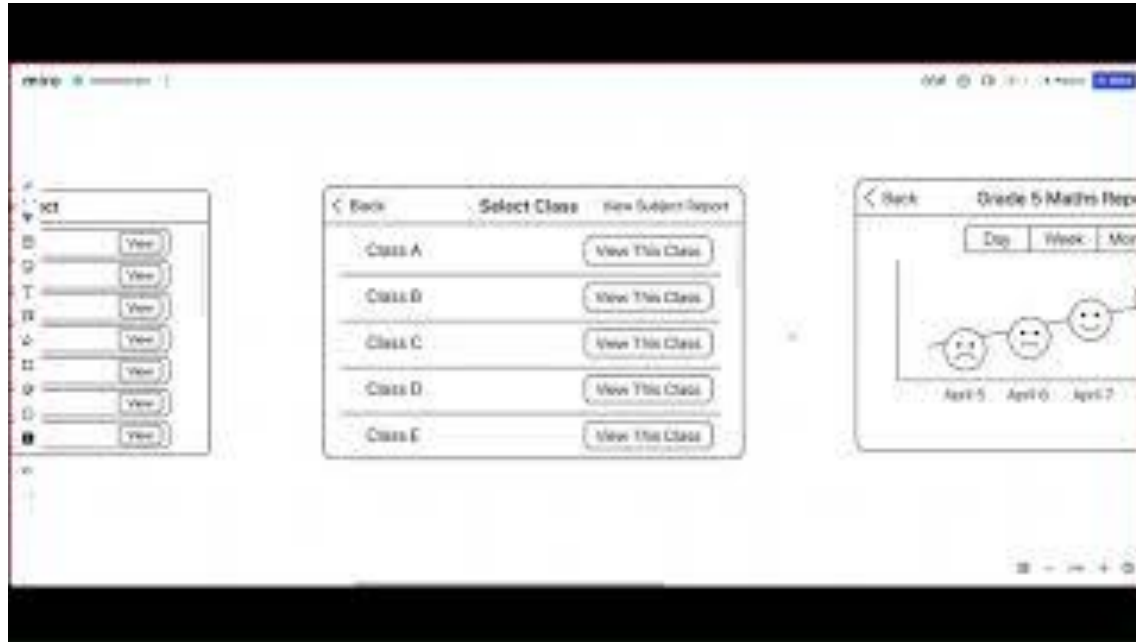 miro
ect
View
View
View
View
View
View
View
< Back Select Class View Subject Report
Class A View This Class
Class B View This Class
Class C View This Class
Class D View This Class
Class E View This Class
< Back Grade 5 Maths Repo
Day Week Mon
April 5 April 6 April 7